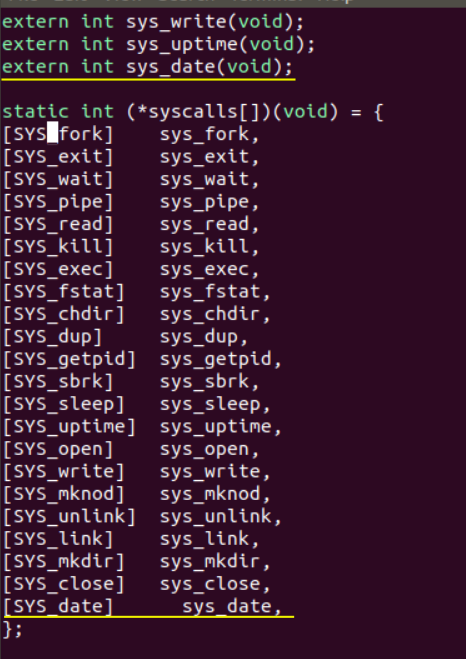 extern int sys_write(void);
extern int sys_uptime(void);
extern int sys_date(void);
static int (*syscalls[])(void) = {
[SYS_fork]    sys_fork,
[SYS_exit]    sys_exit,
[SYS_wait]    sys_wait,
[SYS_pipe]    sys_pipe,
[SYS_read]    sys_read,
[SYS_kill]    sys_kill,
[SYS_exec]    sys_exec,
[SYS_fstat]   sys_fstat,
[SYS_chdir]   sys_chdir,
[SYS_dup]     sys_dup,
[SYS_getpid]  sys_getpid,
[SYS_sbrk]    sys_sbrk,
[SYS_sleep]   sys_sleep,
[SYS_uptime]  sys_uptime,
[SYS_open]    sys_open,
[SYS_write]   sys_write,
[SYS_mknod]   sys_mknod,
[SYS_unlink]  sys_unlink,
[SYS_link]    sys_link,
[SYS_mkdir]   sys_mkdir,
[SYS_close]   sys_close,
[SYS_date]      sys_date,
};